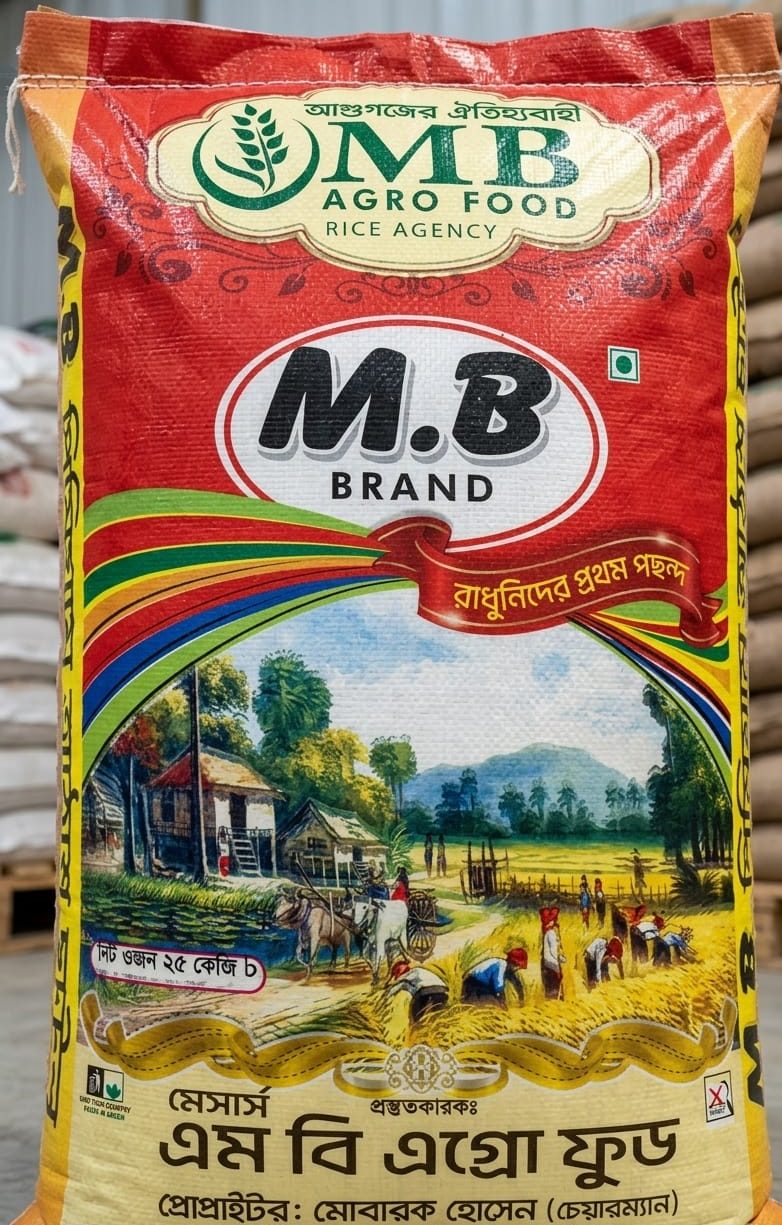 আশুগজের ঐতিহ্যবাহী
MB
AGRO FOOD
RICE AGENCY
M.B
BRAND
রাধুনিদের প্রথম পছন্দ
নিট ওজন ২৫ কেজি
মেসার্স
প্রস্তুতকারকঃ
এম বি এগ্রো ফুড
প্রোপ্রাইটর: মোবারক হোসেন (চেয়ারম্যান)
M.B
M B